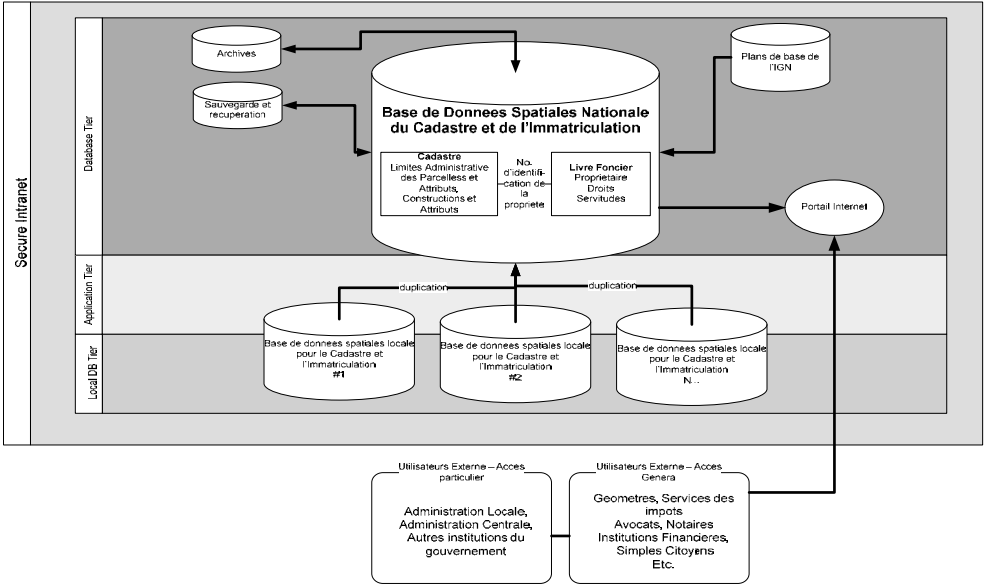 Secure Intranet
Database Tier
Application Tier
Local DB Tier
Archives
Sauvegarde et
recuperation
Plans de base de
l'IGN
Base de Donnees Spatiales Nationale
du Cadastre et de l'Immatriculation
Cadastre
Limites Administrative
des Parcelless et
Attributs,
Constructions et
Attributs
No.
d'identifi-
cation de
la
propriete
Livre Foncier
Proprietaire
Droits
Servitudes
Portail Internet
duplication
duplication
Base de donnees spatiales locale
pour le Cadastre et
l'Immatriculation
#1
Base de donnees spatiales locale
pour le Cadastre et
l'Immatriculation
#2
Base de donnees spatiales locale
pour le Cadastre et
l'Immatriculation
N...
Utilisateurs Externe – Acces
particulier
Administration Locale,
Administration Centrale,
Autres institutions du
gouvernement
Utilisateurs Externe – Acces
Genera
Geometres, Services des
impots
Avocats, Notaires
Institutions Financieres,
Simples Citoyens
Etc.